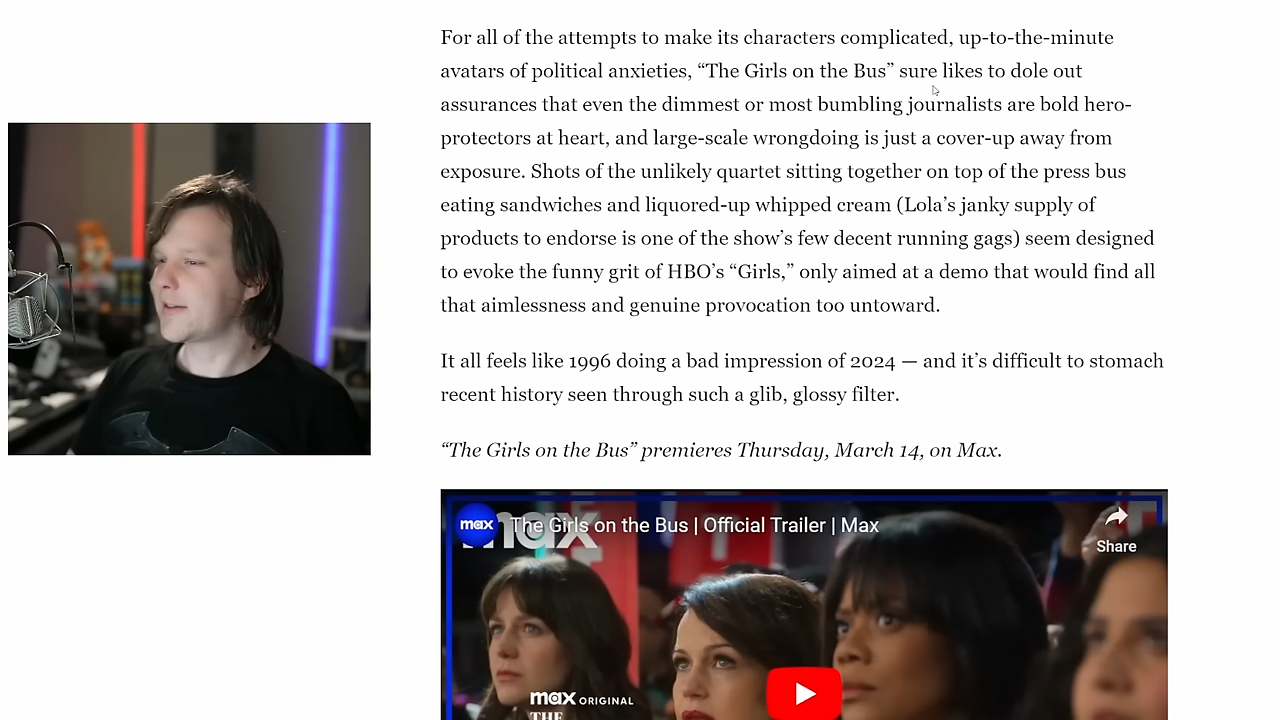 For all of the attempts to make its characters complicated, up-to-the-minute
avatars of political anxieties, “The Girls on the Bus” sure likes to dole out
assurances that even the dimmest or most bumbling journalists are bold hero-
protectors at heart, and large-scale wrongdoing is just a cover-up away from
exposure. Shots of the unlikely quartet sitting together on top of the press bus
eating sandwiches and liquored-up whipped cream (Lola’s janky supply of
products to endorse is one of the show’s few decent running gags) seem designed
to evoke the funny grit of HBO’s “Girls,” only aimed at a demo that would find all
that aimlessness and genuine provocation too untoward.
It all feels like 1996 doing a bad impression of 2024 — and it’s difficult to stomach
recent history seen through such a glib, glossy filter.
“The Girls on the Bus” premieres Thursday, March 14, on Max.
max
max
The Girls on the Bus | Official Trailer | Max
Share
max ORIGINAL
THE